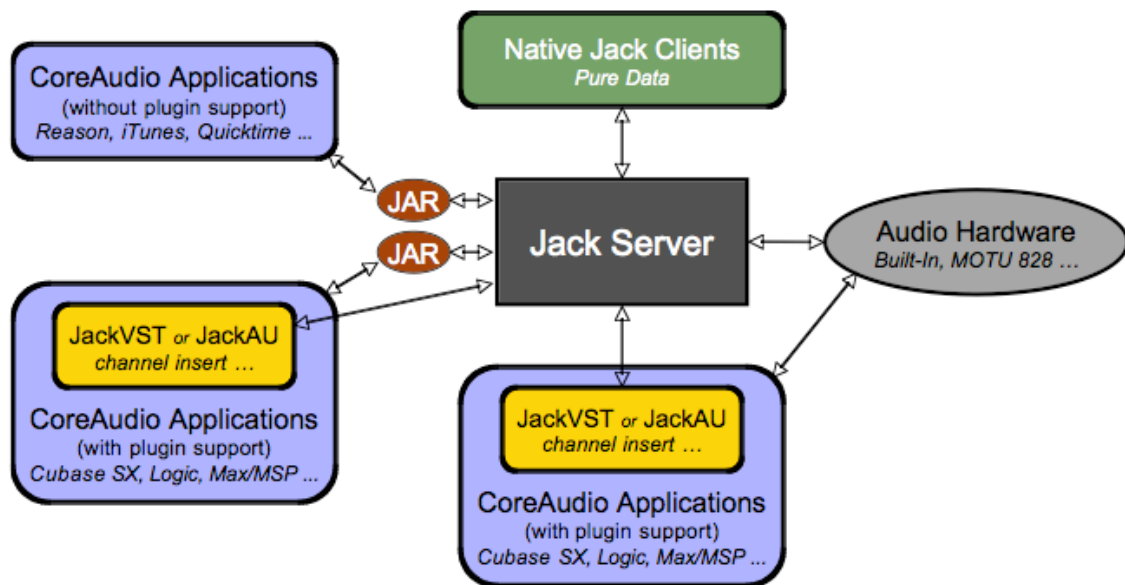 CoreAudio Applications
(without plugin support)
Reason, iTunes, Quicktime ...
Native Jack Clients
Pure Data
JAR
JAR
Jack Server
Audio Hardware
Built-In, MOTU 828 ...
JackVST or JackAU
channel insert ...
CoreAudio Applications
(with plugin support)
Cubase SX, Logic, Max/MSP ...
JackVST or JackAU
channel insert ...
CoreAudio Applications
(with plugin support)
Cubase SX, Logic, Max/MSP ...